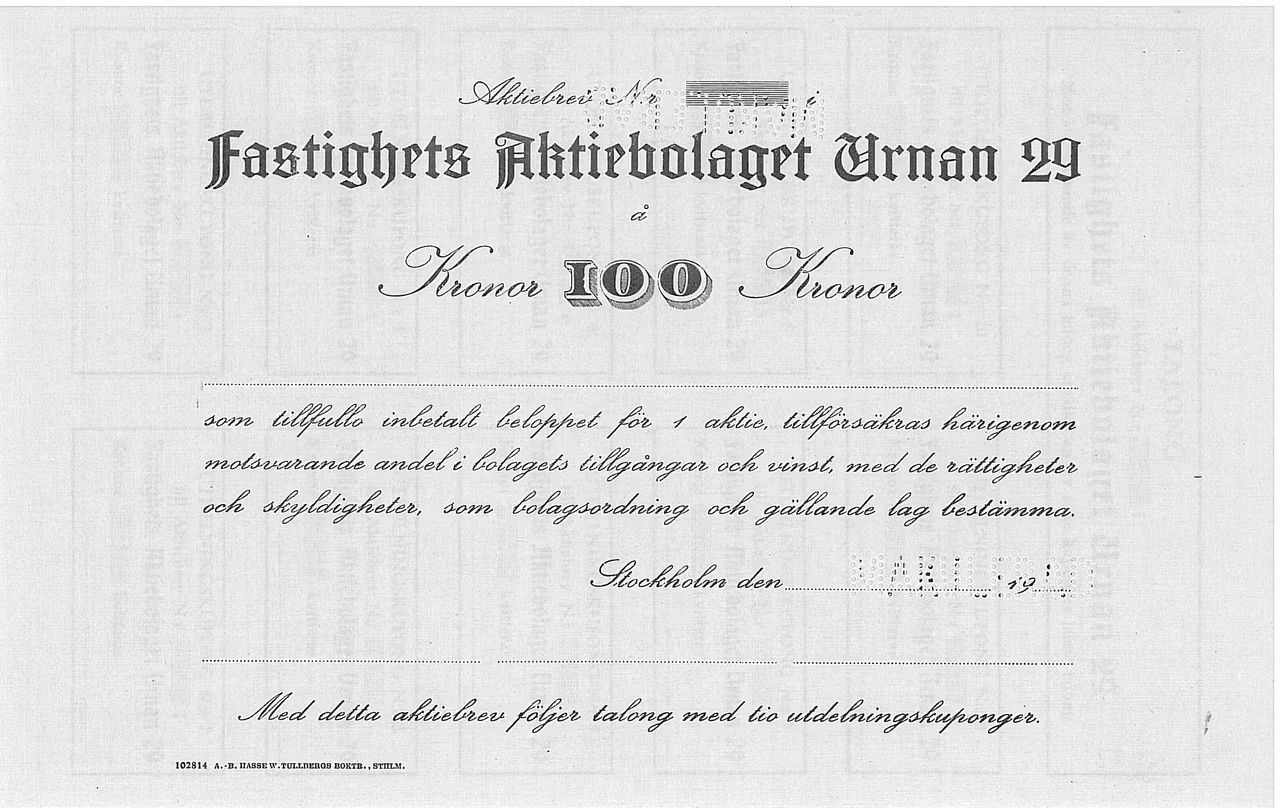 Aktiebrev Nr i
Fastighets Aktiebolaget Urnan 29
å
Kronor 100 Kronor
som tillfullo inbetalt beloppet för 1 aktie, tillförsäkras härigenom
motsvarande andel i bolagets tillgångar och vinst, med de rättigheter
och skyldigheter, som bolagsordning och gällande lag bestämma.
Stockholm den 19
Med detta aktiebrev följer talong med tio utdelningskuponger.
102814 A.-B. HASSE W. TULLBERGS BOKTR., STHLM.